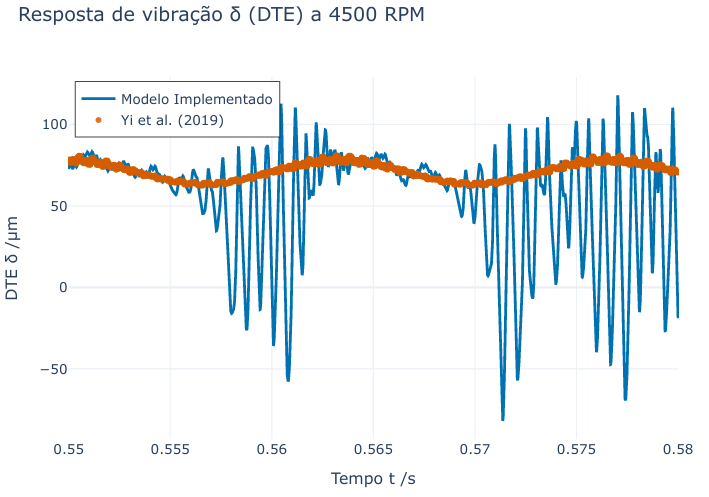 Resposta de vibração δ (DTE) a 4500 RPM
Modelo Implementado
Yi et al. (2019)
100
50
0
−50
DTE δ /μm
0.55
0.555
0.56
0.565
0.57
0.575
0.58
Tempo t /s